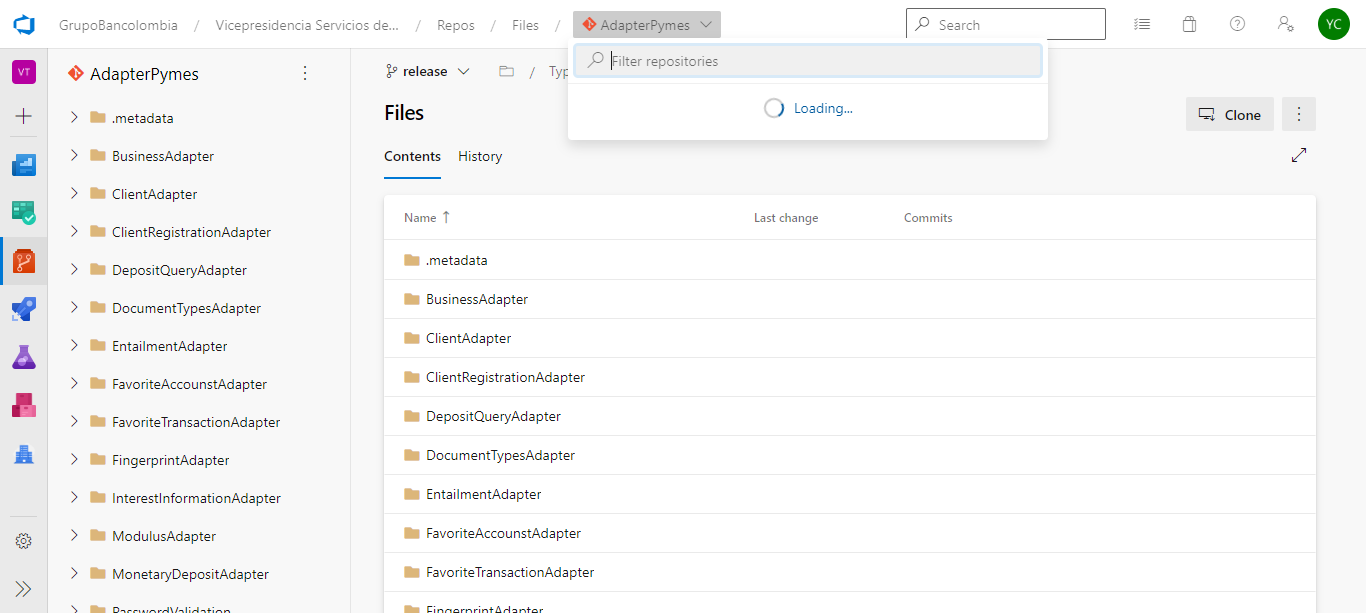 GrupoBancolombia / Vicepresidencia Servicios de... / Repos / Files / AdapterPymes
Search
YC
Filter repositories
Loading...
VT
AdapterPymes
.metadata
BusinessAdapter
ClientAdapter
ClientRegistrationAdapter
DepositQueryAdapter
DocumentTypesAdapter
EntailmentAdapter
FavoriteAccounstAdapter
FavoriteTransactionAdapter
FingerprintAdapter
InterestInformationAdapter
ModulusAdapter
MonetaryDepositAdapter
PasswordValidation
release / Typ
Files
Clone
Contents History
Name ↑ Last change Commits
.metadata
BusinessAdapter
ClientAdapter
ClientRegistrationAdapter
DepositQueryAdapter
DocumentTypesAdapter
EntailmentAdapter
FavoriteAccounstAdapter
FavoriteTransactionAdapter
FingerprintAdapter